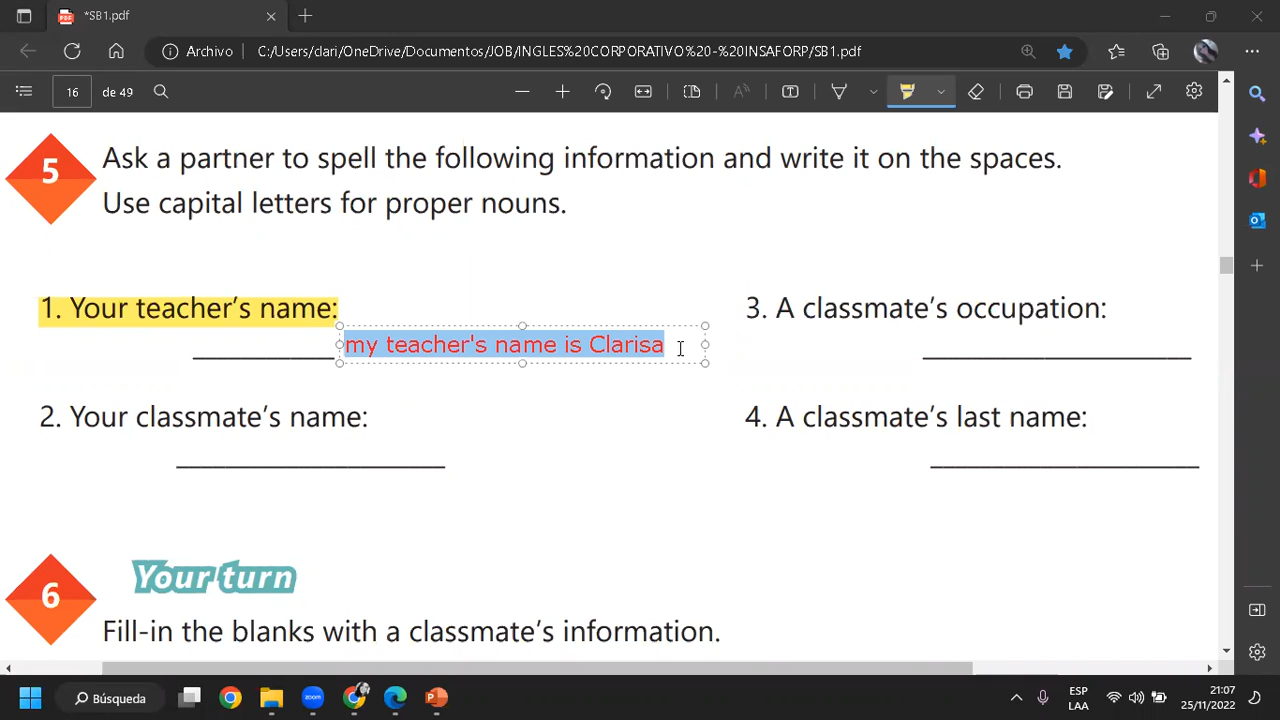 *SB1.pdf
Archivo
C:/Users/clari/OneDrive/Documentos/JOB/INGLES%20CORPORATIVO%20-%20INSAFORP/SB1.pdf
16 de 49
5
Ask a partner to spell the following information and write it on the spaces.
Use capital letters for proper nouns.
1. Your teacher's name:
my teacher's name is Clarisa
3. A classmate's occupation:
2. Your classmate's name:
4. A classmate's last name:
6
Your turn
Fill-in the blanks with a classmate's information.
Búsqueda
zoom
ESP
LAA
21:07
25/11/2022